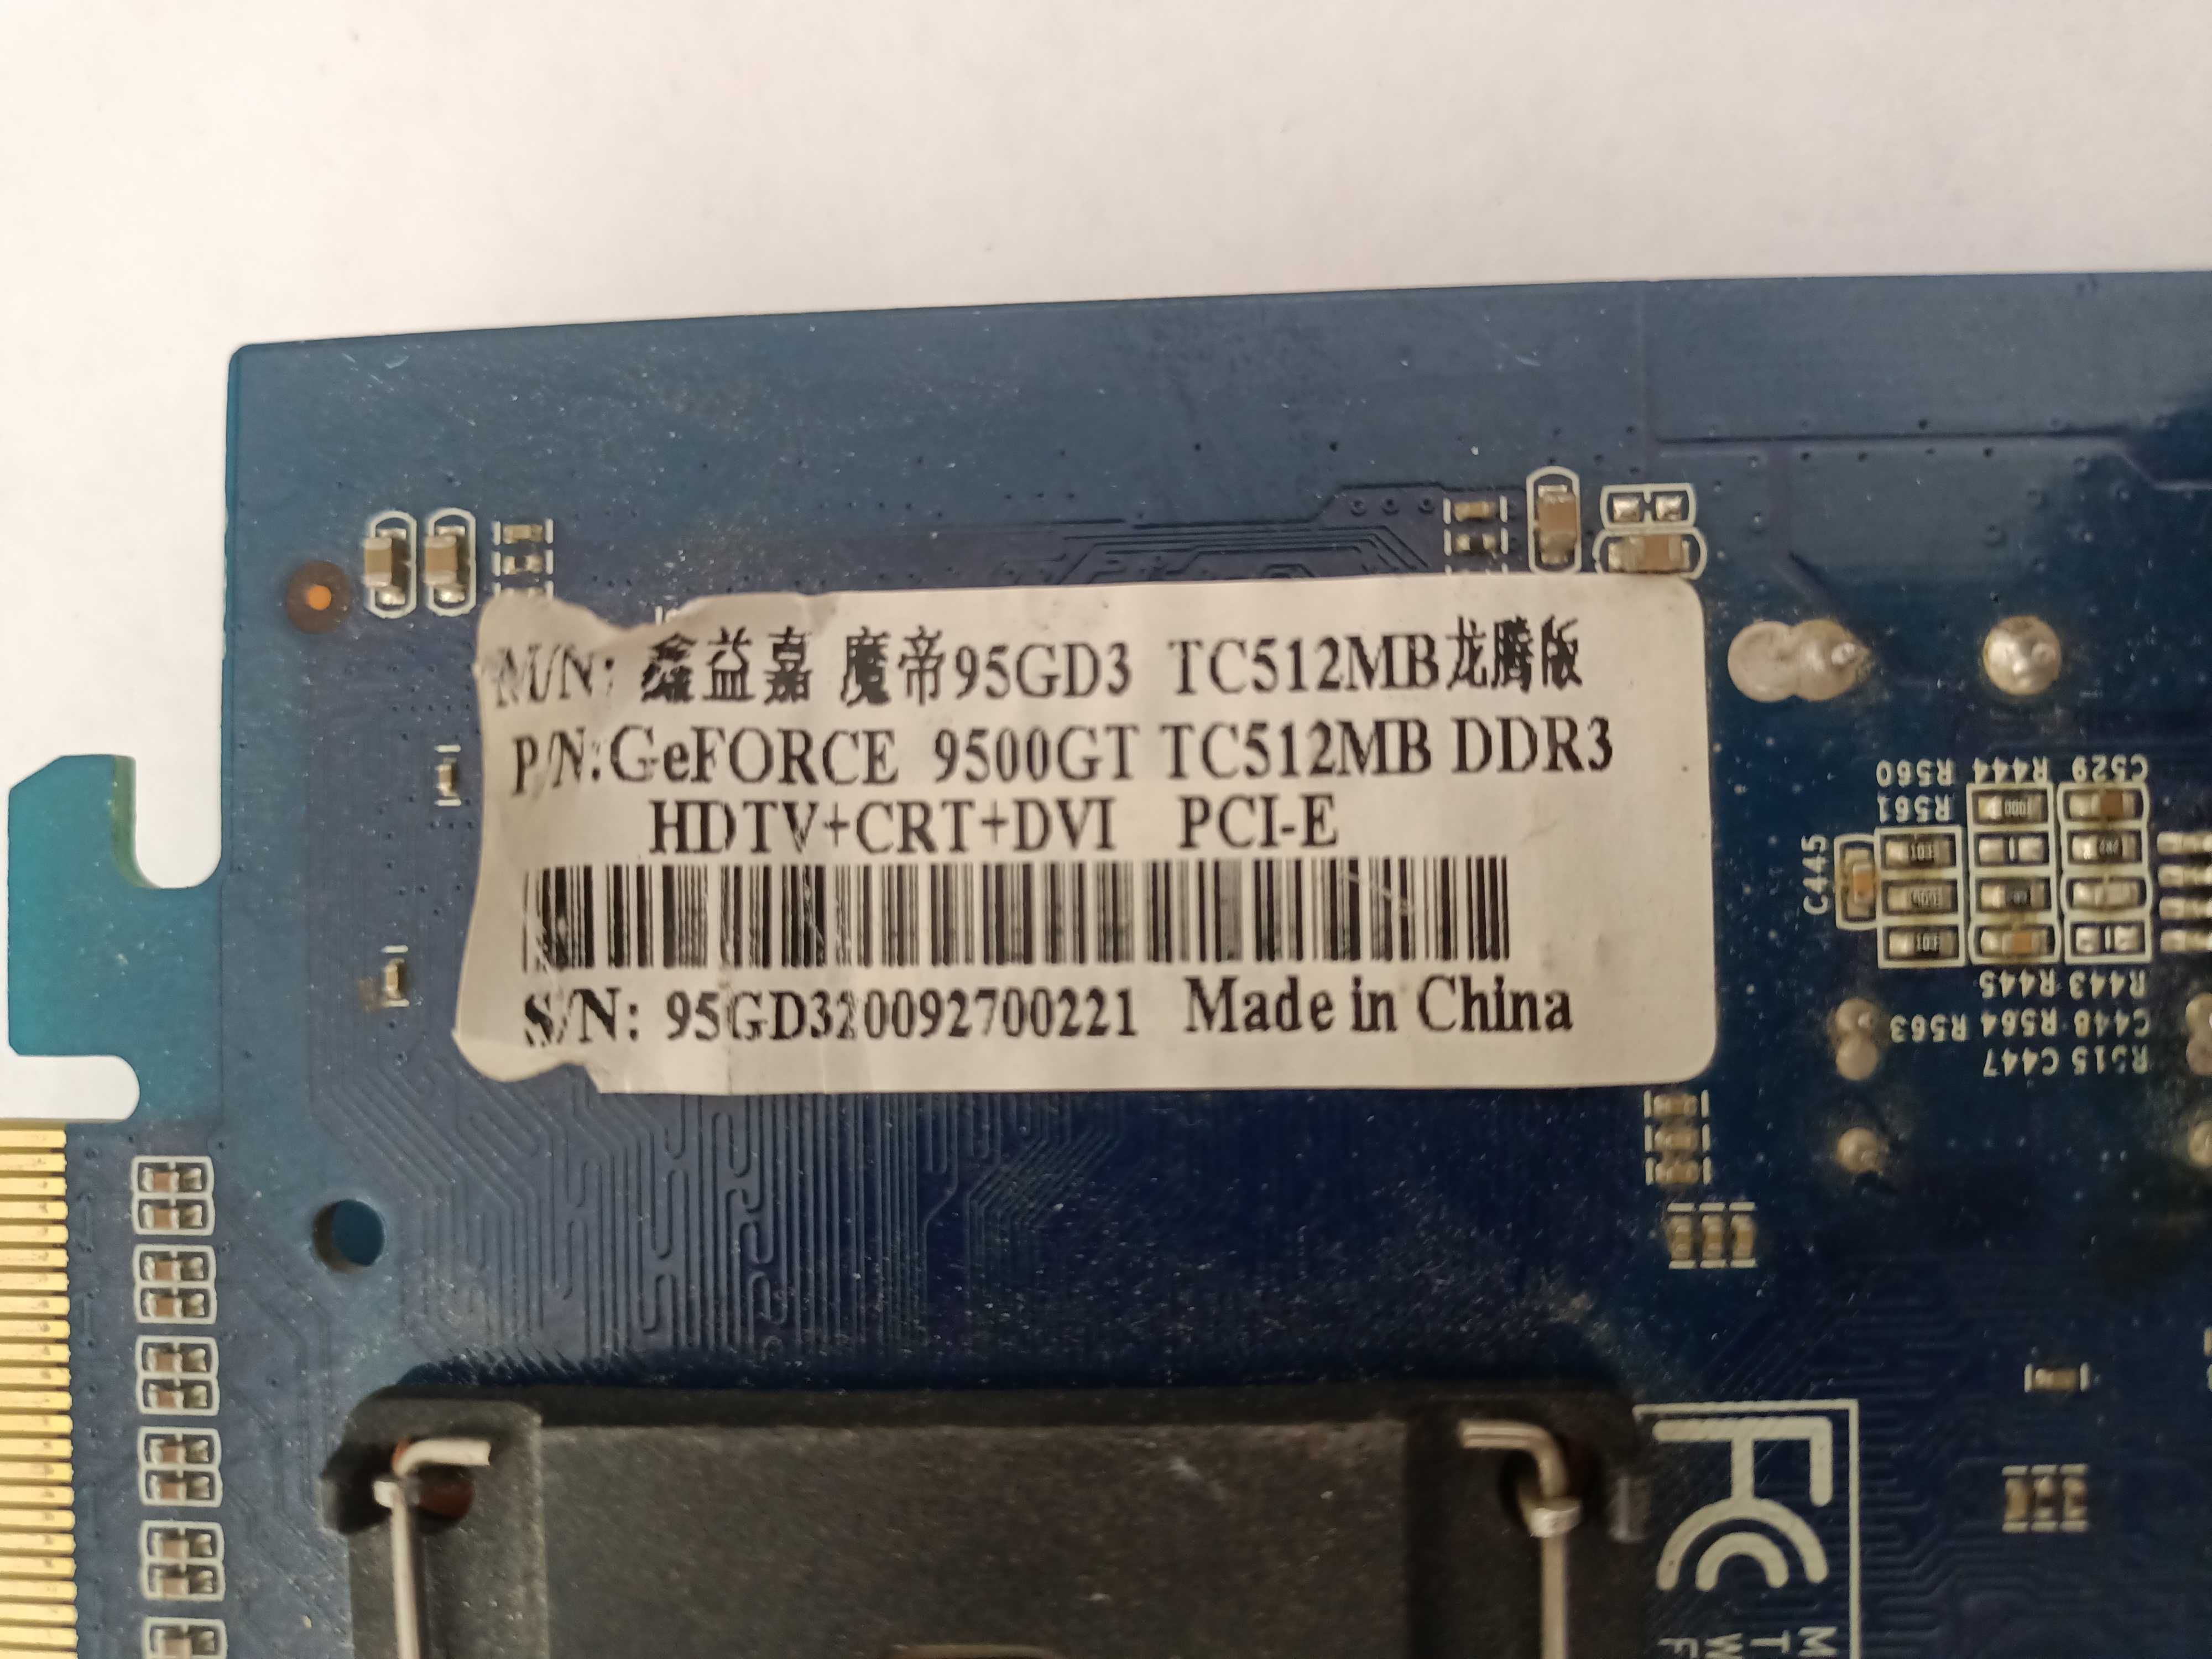 M/N: 鑫益嘉 魔帝95GD3 TC512MB龙腾版
P/N:GeFORCE 9500GT TC512MB DDR3
HDTV+CRT+DVI PCI-E
S/N: 95GD320092700221 Made in China
C529
R444
R560
R561
C445
R443
R445
C448 R564 R563
R515 C447
FC